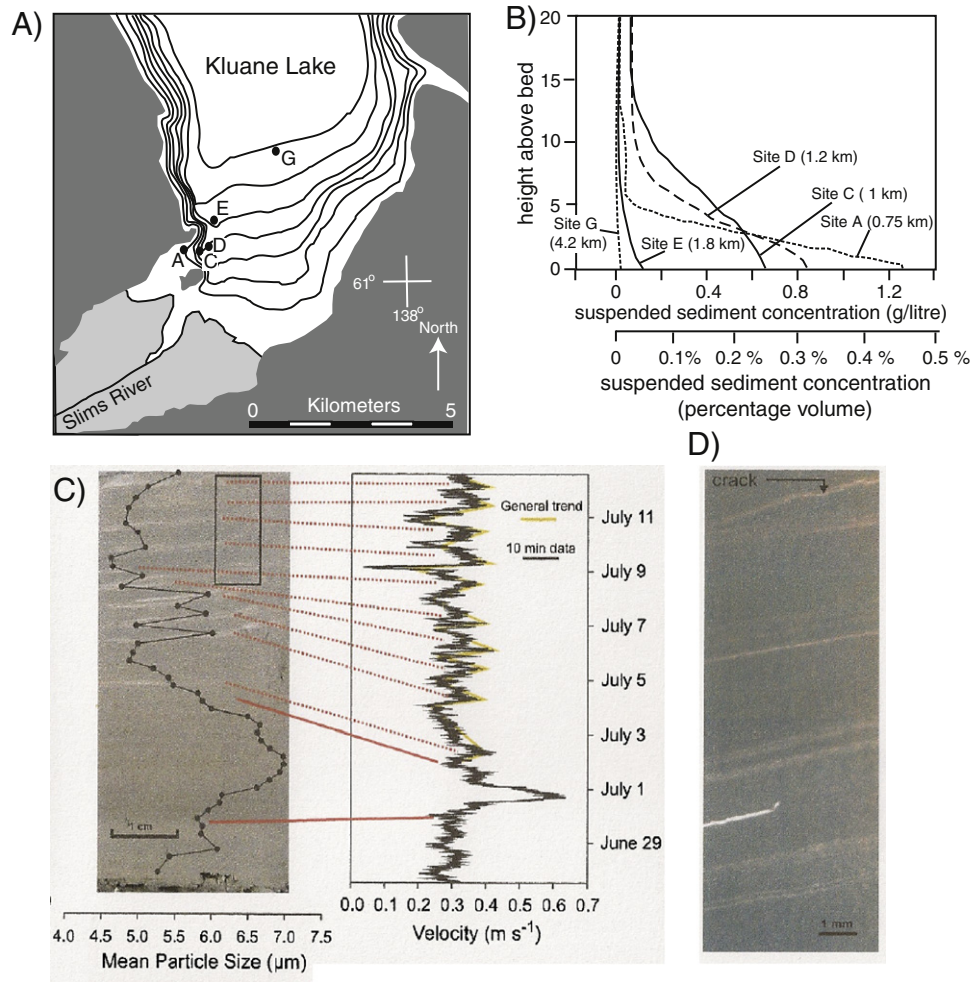 A)
Kluane Lake
G
E
D
A
C
61°
138°
North
Slims River
0 Kilometers 5
B)
height above bed
20
15
10
5
0
Site D (1.2 km)
Site C ( 1 km)
Site A (0.75 km)
Site G
(4.2 km)
Site E (1.8 km)
0 0.4 0.8 1.2
suspended sediment concentration (g/litre)
0 0.1% 0.2 % 0.3 % 0.4 % 0.5 %
suspended sediment concentration
(percentage volume)
C)
1 cm
4.0 4.5 5.0 5.5 6.0 6.5 7.0 7.5
Mean Particle Size (μm)
General trend
10 min data
July 11
July 9
July 7
July 5
July 3
July 1
June 29
0.0 0.1 0.2 0.3 0.4 0.5 0.6 0.7
Velocity (m s⁻¹)
D)
crack
1 mm